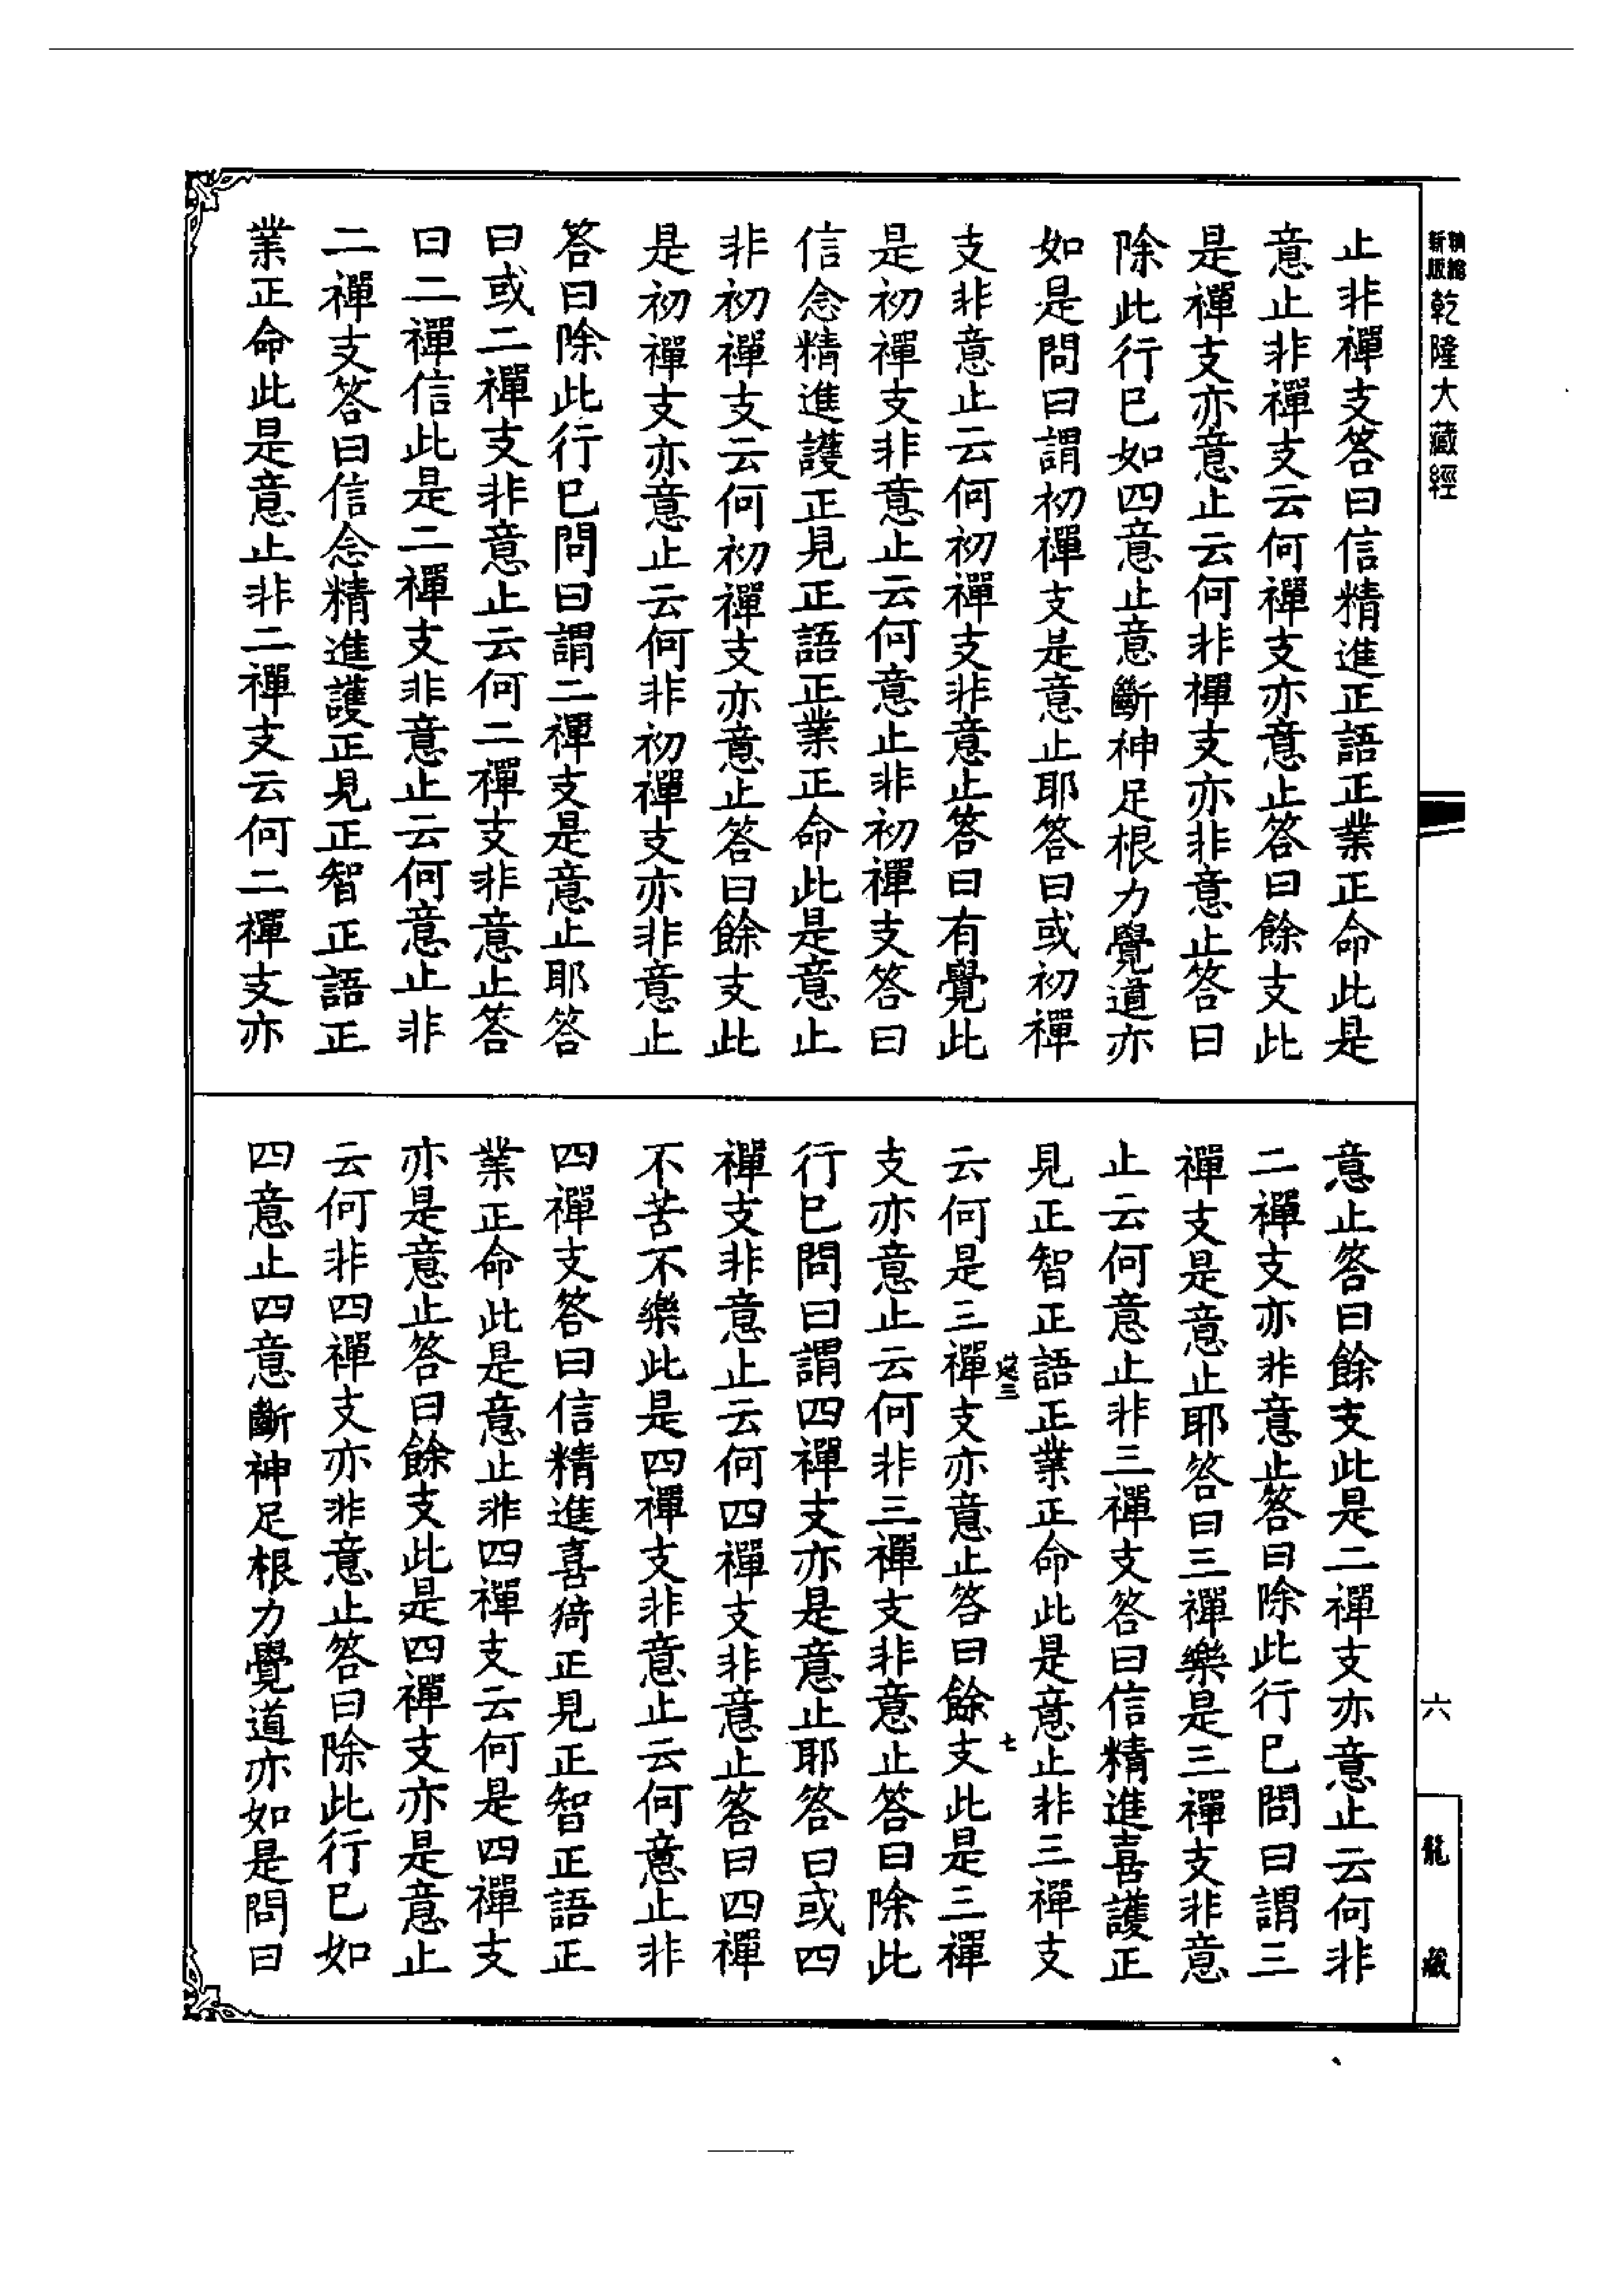 精縮
新版
乾隆大藏經
止非禪支答曰信精進正語正業正命此是
意止非禪支云何禪支亦意止答曰餘支此
是禪支亦意止云何非禪支亦非意止答曰
除此行已如四意止意斷神足根力覺道亦
如是問曰謂初禪支是意止耶答曰或初禪
支非意止云何初禪支非意止答曰有覺此
是初禪支非意止云何意止非初禪支答曰
信念精進護正見正語正業正命此是意止
非初禪支云何初禪支亦意止答曰餘支此
是初禪支亦意止云何非初禪支亦非意止
答曰除此行已問曰謂二禪支是意止耶答
曰或二禪支非意止云何二禪支非意止答
曰二禪信此是二禪支非意止云何意止非
二禪支答曰信念精進護正見正智正語正
業正命此是意止非二禪支云何二禪支亦
意止答曰餘支此是二禪支亦意止云何非
二禪支亦非意止答曰除此行已問曰謂三
禪支是意止耶答曰三禪樂是三禪支非意
止云何意止非三禪支答曰信精進喜護正
見正智正語正業正命此是意止非三禪支
云何是三禪支亦意止答曰餘支此是三禪
支亦意止云何非三禪支非意止答曰除此
行已問曰謂四禪支亦是意止耶答曰或四
禪支非意止云何四禪支非意止答曰四禪
不苦不樂此是四禪支非意止云何意止非
四禪支答曰信精進喜猗正見正智正語正
業正命此是意止非四禪支云何是四禪支
亦是意止答曰餘支此是四禪支亦是意止
云何非四禪支亦非意止答曰除此行已如
四意止四意斷神足根力覺道亦如是問曰
三
七
六
龍藏